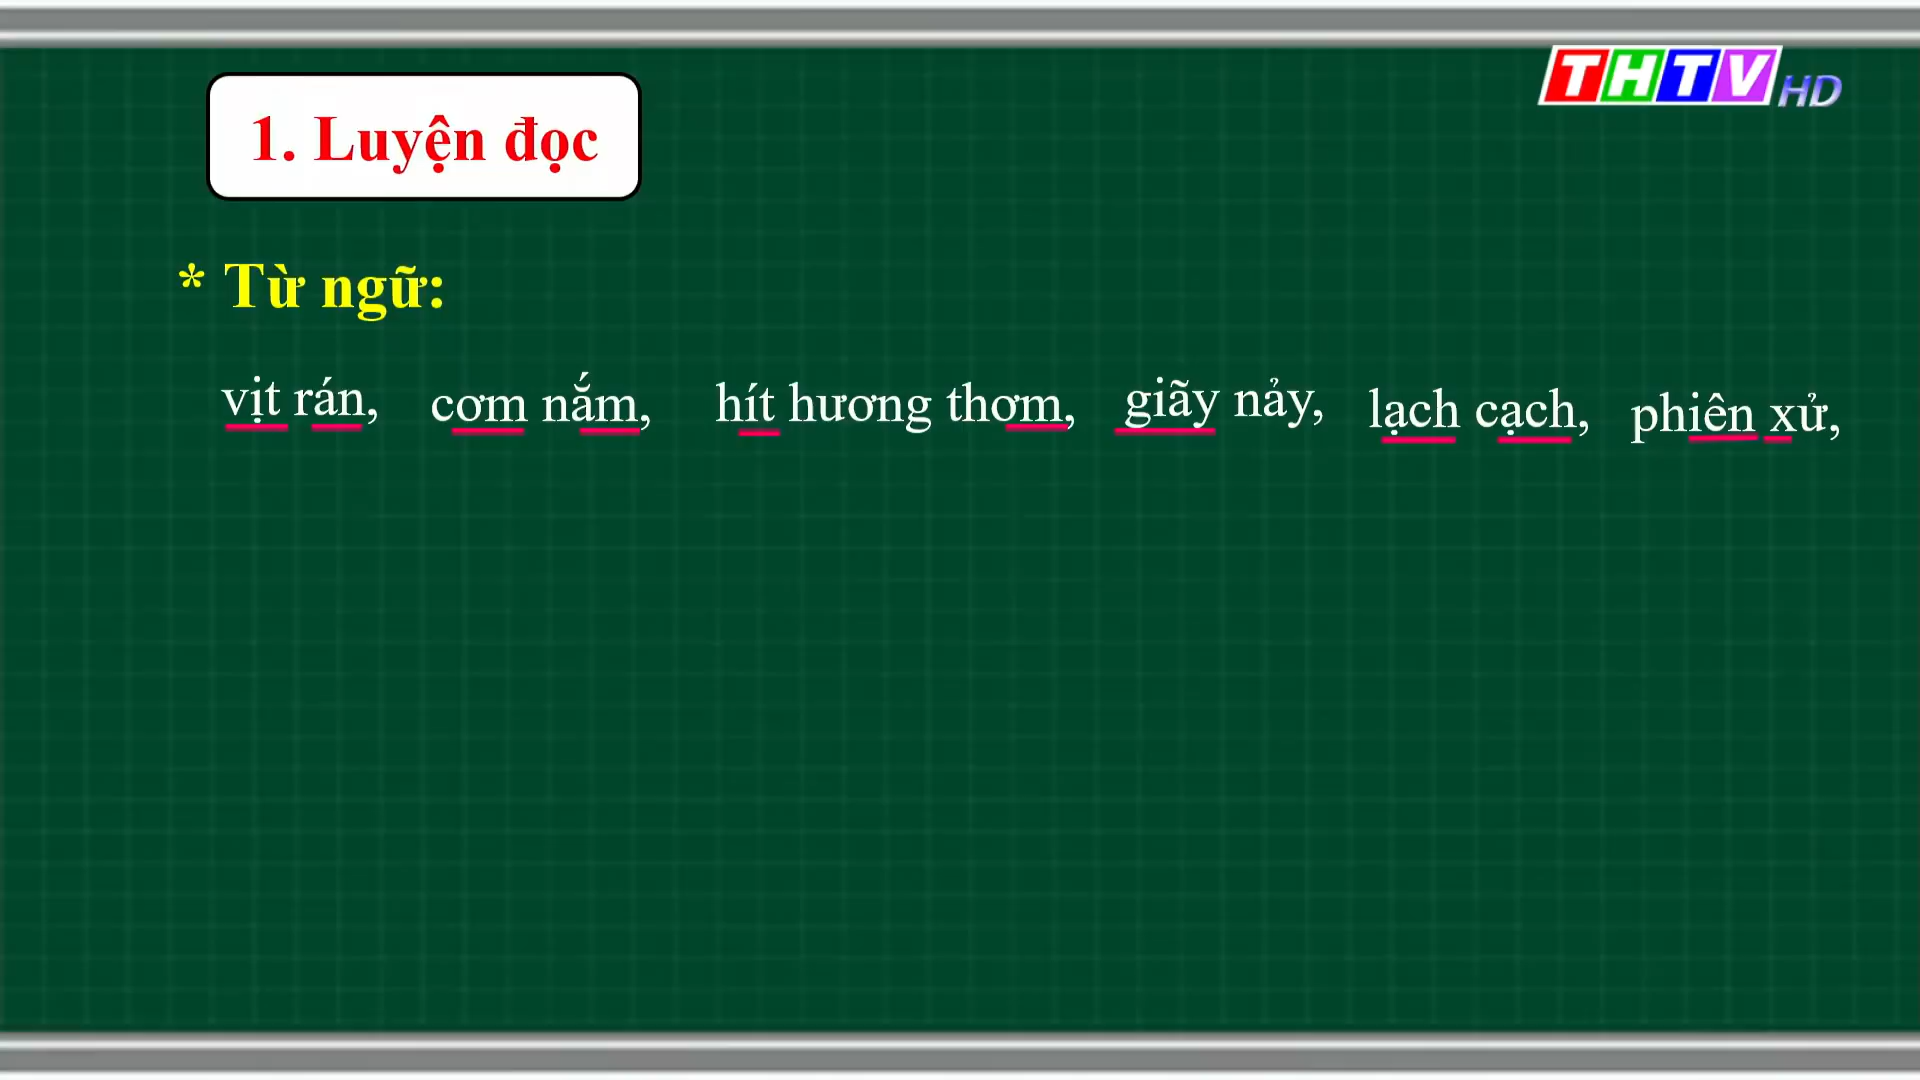 THTV HD
1. Luyện đọc
* Từ ngữ:
vịt rán, cơm nắm, hít hương thơm, giãy nảy, lạch cạch, phiên xử,